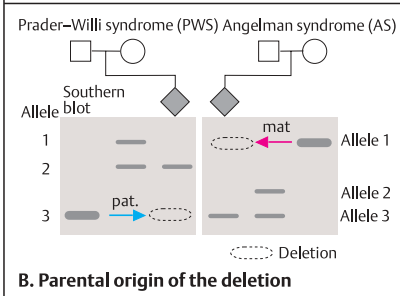 Prader–Willi syndrome (PWS) Angelman syndrome (AS)
Southern
blot
Allele
1
2
3
pat.
mat
Allele 1
Allele 2
Allele 3
Deletion
B. Parental origin of the deletion